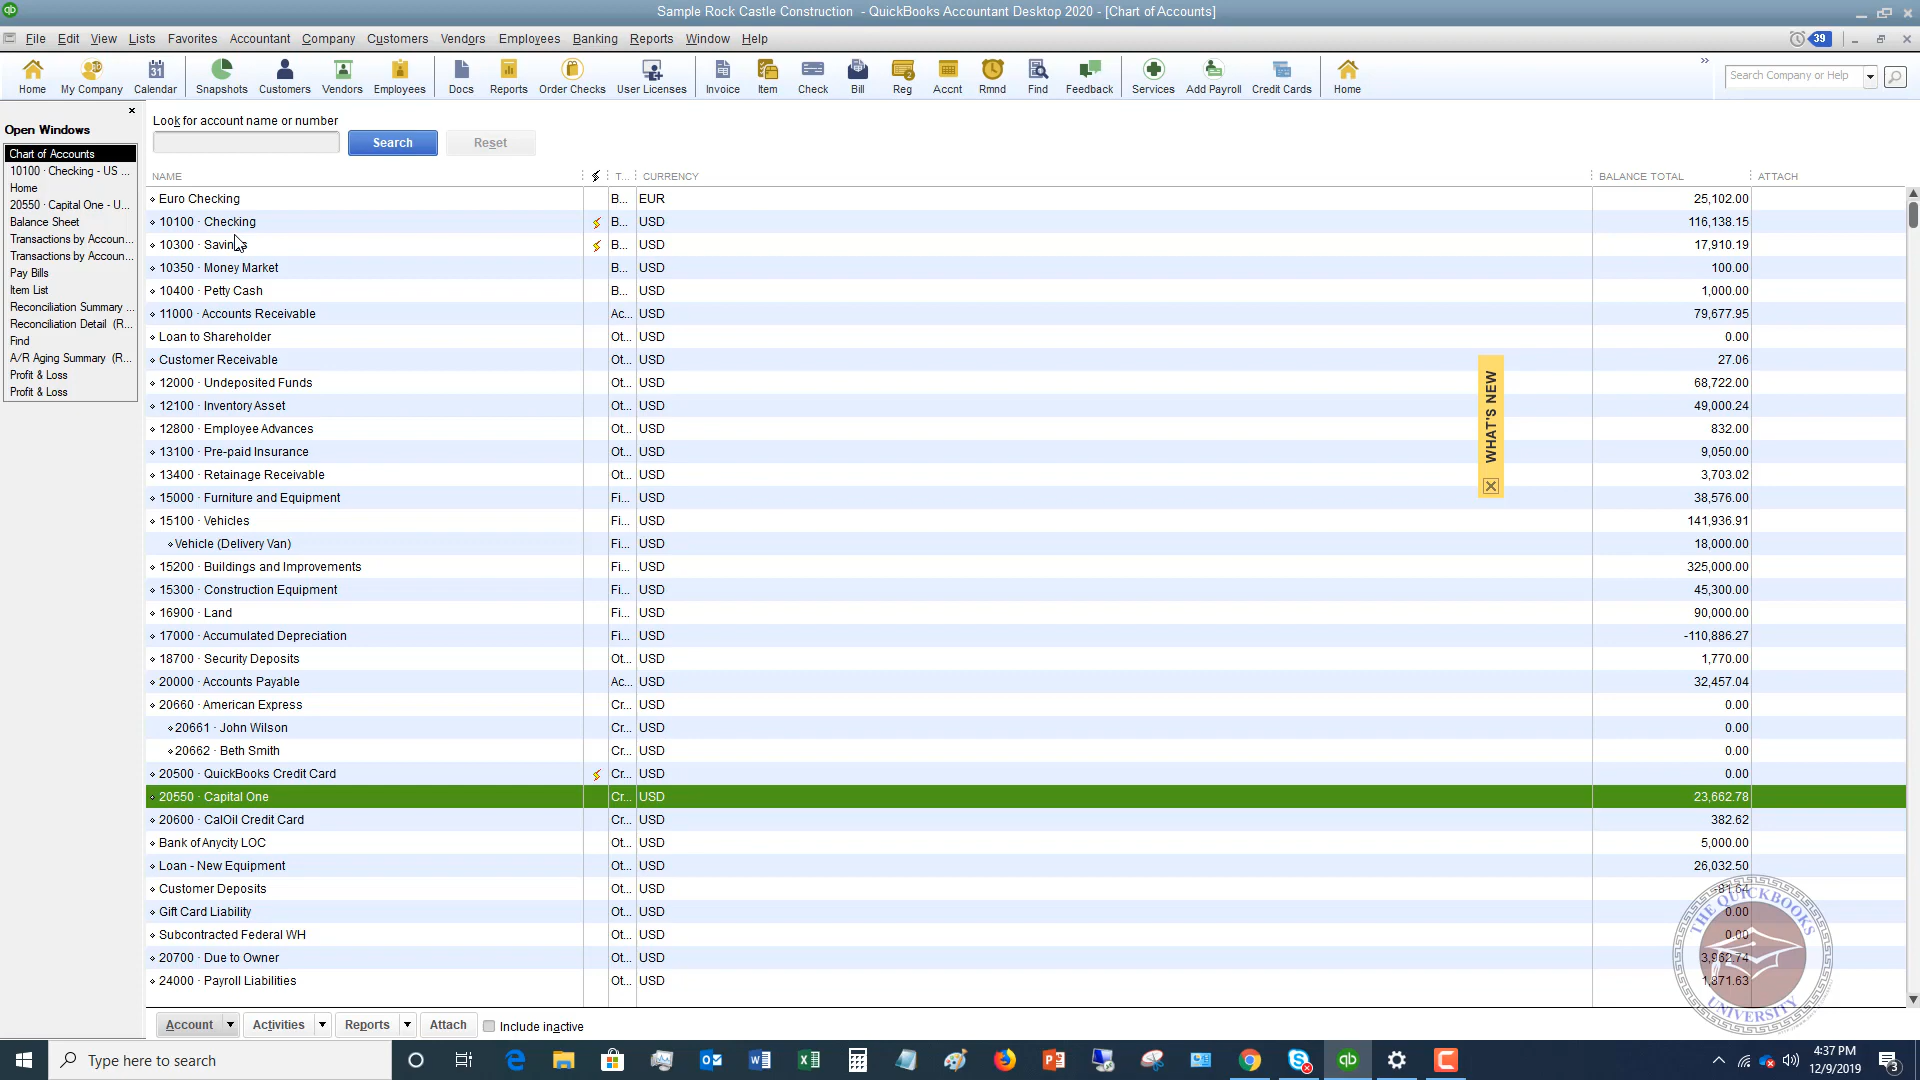 Sample Rock Castle Construction - QuickBooks Accountant Desktop 2020 - [Chart of Accounts]
File Edit View Lists Favorites Accountant Company Customers Vendors Employees Banking Reports Window Help
39
Home My Company Calendar Snapshots Customers Vendors Employees Docs Reports Order Checks User Licenses Invoice Item Check Bill Reg Accnt Rmnd Find Feedback Services Add Payroll Credit Cards Home
Search Company or Help
Open Windows
Chart of Accounts
10100 · Checking - US ...
Home
20550 · Capital One - U...
Balance Sheet
Transactions by Accoun...
Transactions by Accoun...
Pay Bills
Item List
Reconciliation Summary ...
Reconciliation Detail (R...
Find
A/R Aging Summary (R...
Profit & Loss
Profit & Loss
Look for account name or number
Search Reset
NAME T... CURRENCY BALANCE TOTAL ATTACH
Euro Checking B... EUR 25,102.00
10100 · Checking B... USD 116,138.15
10300 · Savings B... USD 17,910.19
10350 · Money Market B... USD 100.00
10400 · Petty Cash B... USD 1,000.00
11000 · Accounts Receivable Ac... USD 79,677.95
Loan to Shareholder Ot... USD 0.00
Customer Receivable Ot... USD 27.06
12000 · Undeposited Funds Ot... USD 68,722.00
12100 · Inventory Asset Ot... USD 49,000.24
12800 · Employee Advances Ot... USD 832.00
13100 · Pre-paid Insurance Ot... USD 9,050.00
13400 · Retainage Receivable Ot... USD 3,703.02
15000 · Furniture and Equipment Fi... USD 38,576.00
15100 · Vehicles Fi... USD 141,936.91
Vehicle (Delivery Van) Fi... USD 18,000.00
15200 · Buildings and Improvements Fi... USD 325,000.00
15300 · Construction Equipment Fi... USD 45,300.00
16900 · Land Fi... USD 90,000.00
17000 · Accumulated Depreciation Fi... USD -110,886.27
18700 · Security Deposits Ot... USD 1,770.00
20000 · Accounts Payable Ac... USD 32,457.04
20660 · American Express Cr... USD 0.00
20661 · John Wilson Cr... USD 0.00
20662 · Beth Smith Cr... USD 0.00
20500 · QuickBooks Credit Card Cr... USD 0.00
20550 · Capital One Cr... USD 23,662.78
20600 · CalOil Credit Card Cr... USD 382.62
Bank of Anycity LOC Ot... USD 5,000.00
Loan - New Equipment Ot... USD 26,032.50
Customer Deposits Ot... USD -81.64
Gift Card Liability Ot... USD 0.00
Subcontracted Federal WH Ot... USD 0.00
20700 · Due to Owner Ot... USD 3,962.74
24000 · Payroll Liabilities Ot... USD 1,871.63
WHAT'S NEW
THE QUICKBOOKS UNIVERSITY
Account Activities Reports Attach Include inactive
Type here to search
4:37 PM
12/9/2019
3